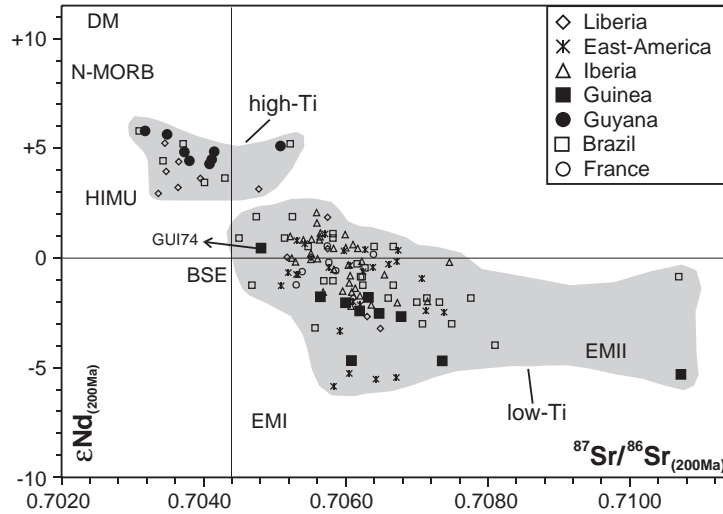 +10
+5
0
-5
-10
0.7020
0.7040
0.7060
0.7080
0.7100
εNd(200Ma)
87Sr/86Sr(200Ma)
DM
N-MORB
high-Ti
HIMU
GUI74
BSE
EMI
EMII
low-Ti
Liberia
East-America
Iberia
Guinea
Guyana
Brazil
France